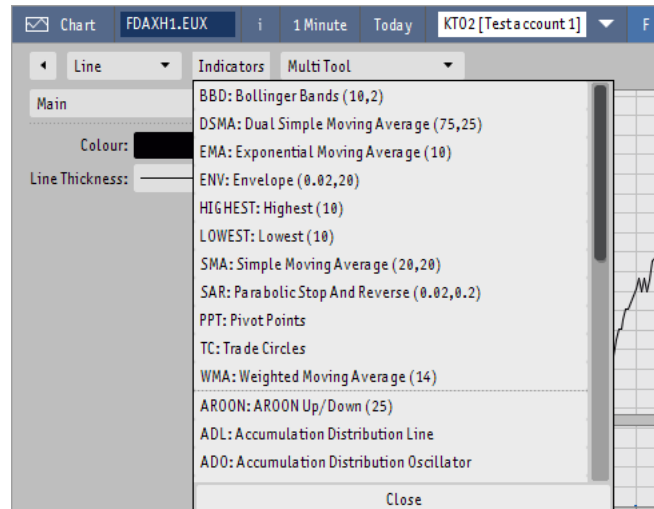 Chart FDAXH1.EUX i 1 Minute Today KTO2 [Test account 1] F
Line Indicators Multi Tool
Main
Colour:
Line Thickness:
BBD: Bollinger Bands (10,2)
DSMA: Dual Simple Moving Average (75,25)
EMA: Exponential Moving Average (10)
ENV: Envelope (0.02,20)
HIGHEST: Highest (10)
LOWEST: Lowest (10)
SMA: Simple Moving Average (20,20)
SAR: Parabolic Stop And Reverse (0.02,0.2)
PPT: Pivot Points
TC: Trade Circles
WMA: Weighted Moving Average (14)
AROON: AROON Up/Down (25)
ADL: Accumulation Distribution Line
ADO: Accumulation Distribution Oscillator
Close